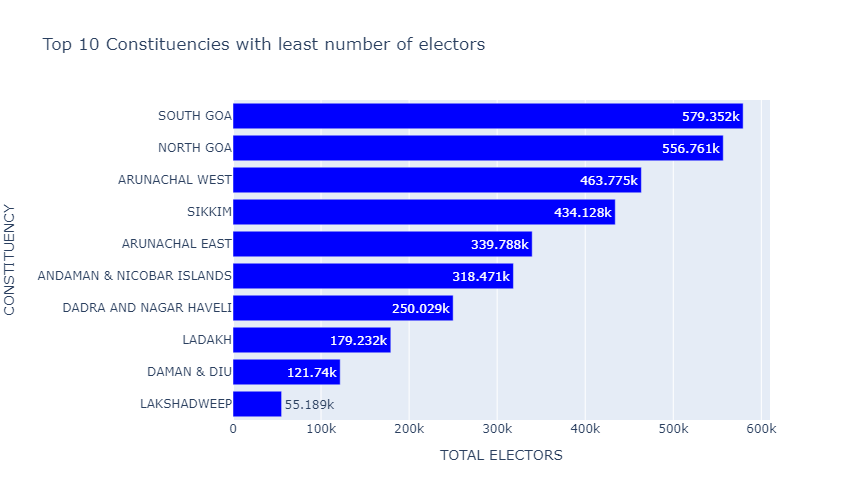 Top 10 Constituencies with least number of electors
CONSTITUENCY
SOUTH GOA 579.352k
NORTH GOA 556.761k
ARUNACHAL WEST 463.775k
SIKKIM 434.128k
ARUNACHAL EAST 339.788k
ANDAMAN & NICOBAR ISLANDS 318.471k
DADRA AND NAGAR HAVELI 250.029k
LADAKH 179.232k
DAMAN & DIU 121.74k
LAKSHADWEEP 55.189k
0 100k 200k 300k 400k 500k 600k
TOTAL ELECTORS